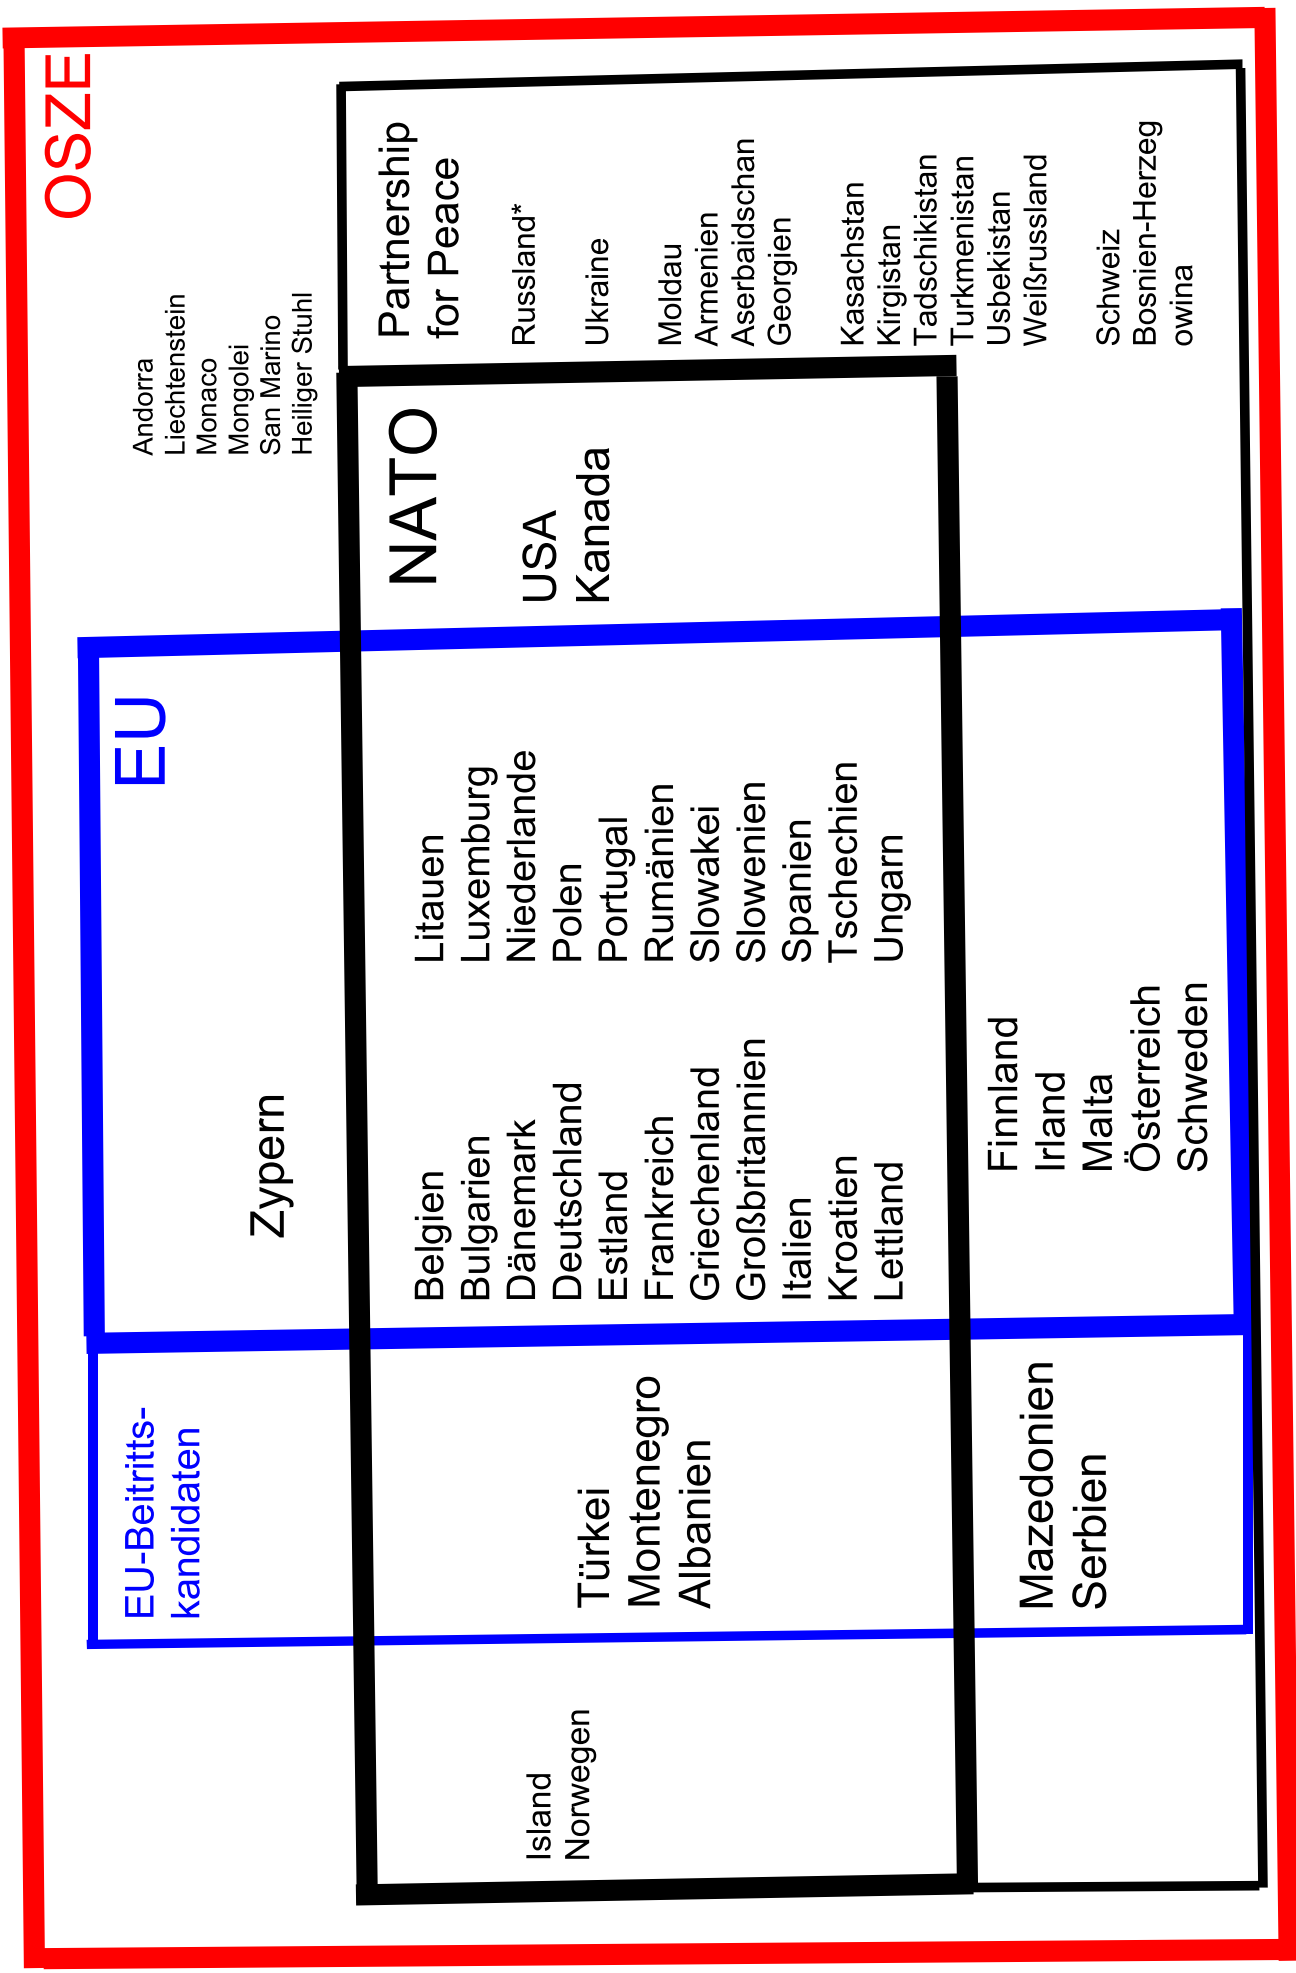 OSZE
Andorra
Liechtenstein
Monaco
Mongolei
San Marino
Heiliger Stuhl
EU
Zypern
EU-Beitritts-
kandidaten
Partnership
for Peace
Russland*
Ukraine
Moldau
Armenien
Aserbaidschan
Georgien
Kasachstan
Kirgistan
Tadschikistan
Turkmenistan
Usbekistan
Weißrussland
Schweiz
Bosnien-Herzeg
owina
NATO
USA
Kanada
Litauen
Luxemburg
Niederlande
Polen
Portugal
Rumänien
Slowakei
Slowenien
Spanien
Tschechien
Ungarn
Belgien
Bulgarien
Dänemark
Deutschland
Estland
Frankreich
Griechenland
Großbritannien
Italien
Kroatien
Lettland
Türkei
Montenegro
Albanien
Island
Norwegen
Finnland
Irland
Malta
Österreich
Schweden
Mazedonien
Serbien